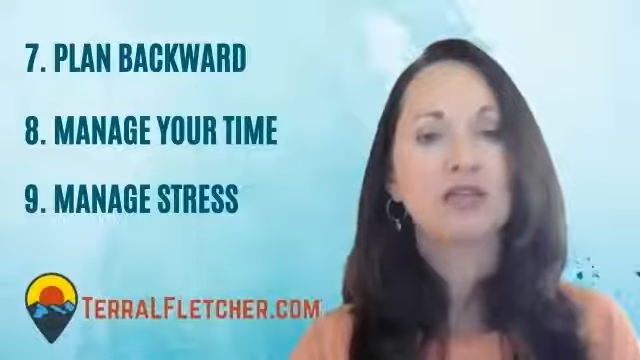 7. PLAN BACKWARD
8. MANAGE YOUR TIME
9. MANAGE STRESS
TERRALFLETCHER.COM